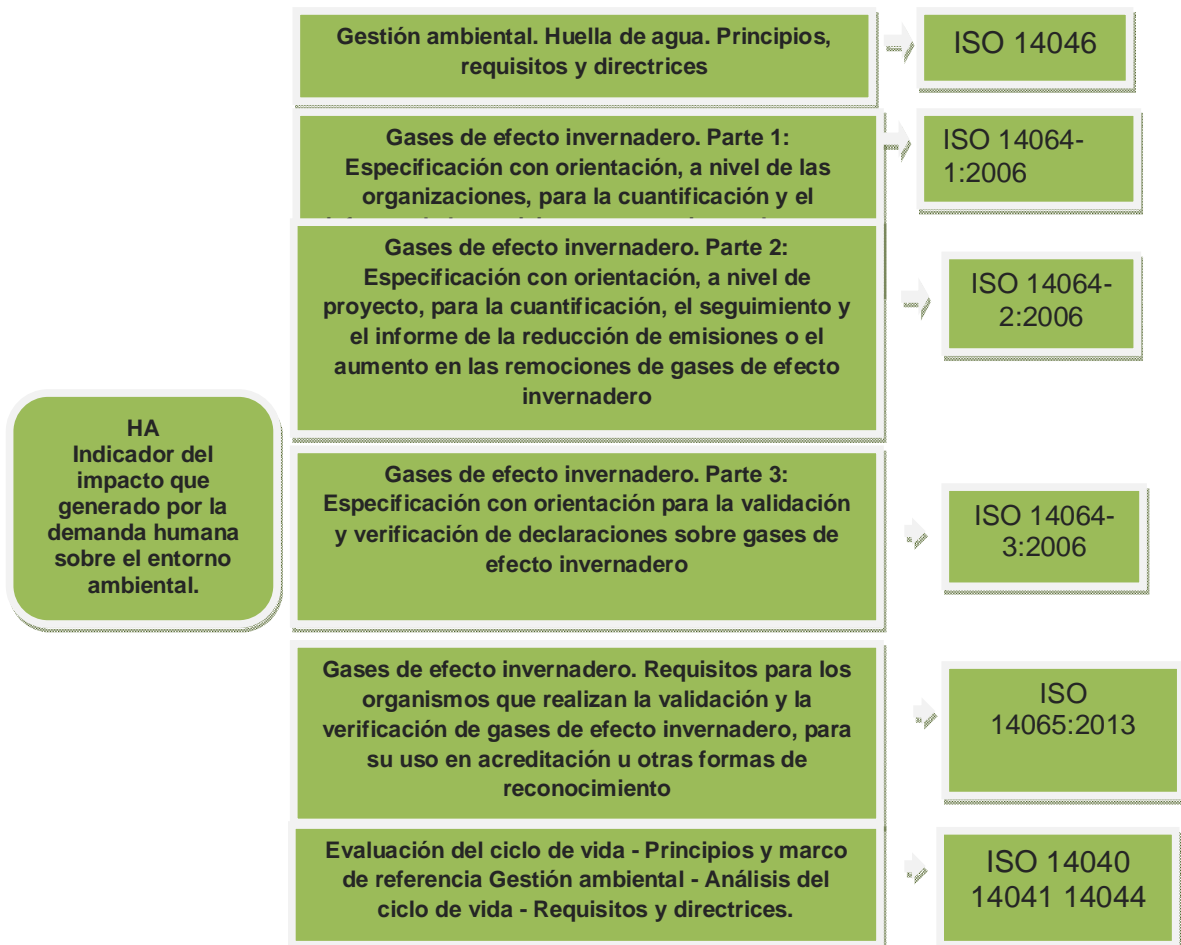 Gestión ambiental. Huella de agua. Principios,
requisitos y directrices
ISO 14046
Gases de efecto invernadero. Parte 1:
Especificación con orientación, a nivel de las
organizaciones, para la cuantificación y el
ISO 14064-
1:2006
Gases de efecto invernadero. Parte 2:
Especificación con orientación, a nivel de
proyecto, para la cuantificación, el seguimiento y
el informe de la reducción de emisiones o el
aumento en las remociones de gases de efecto
invernadero
ISO 14064-
2:2006
HA
Indicador del
impacto que
generado por la
demanda humana
sobre el entorno
ambiental.
Gases de efecto invernadero. Parte 3:
Especificación con orientación para la validación
y verificación de declaraciones sobre gases de
efecto invernadero
ISO 14064-
3:2006
Gases de efecto invernadero. Requisitos para los
organismos que realizan la validación y la
verificación de gases de efecto invernadero, para
su uso en acreditación u otras formas de
reconocimiento
ISO
14065:2013
Evaluación del ciclo de vida - Principios y marco
de referencia Gestión ambiental - Análisis del
ciclo de vida - Requisitos y directrices.
ISO 14040
14041 14044